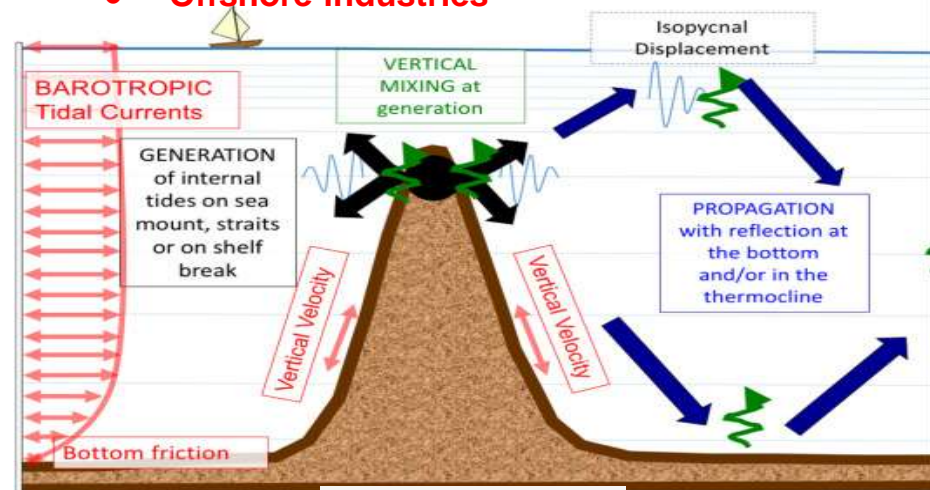 • Offshore Industries
Isopycnal
Displacement
VERTICAL
MIXING at
generation
BAROTROPIC
Tidal Currents
GENERATION
of internal
tides on sea
mount, straits
or on shelf
break
PROPAGATION
with reflection at
the bottom
and/or in the
thermocline
Vertical Velocity
Vertical Velocity
Bottom friction